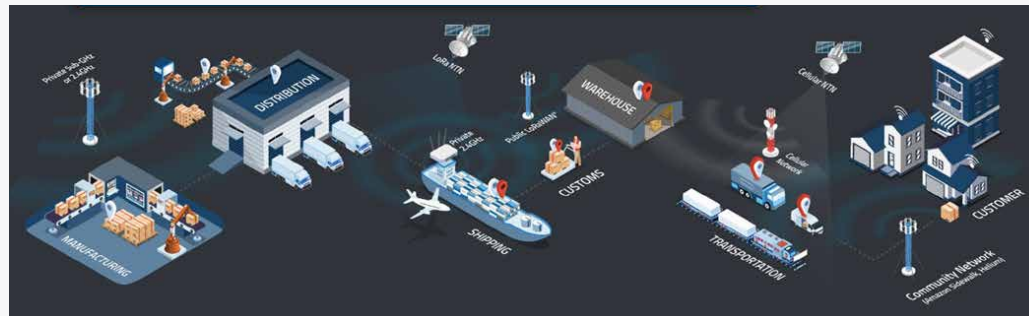 Private Sub-GHz
or 2.4GHz
MANUFACTURING
DISTRIBUTION
LoRa NTN
Private
2.4GHz
SHIPPING
Public LoRaWAN®
CUSTOMS
WAREHOUSE
Cellular NTN
Cellular
Network
TRANSPORTATION
CUSTOMER
Community Network
(Amazon Sidewalk, Helium)